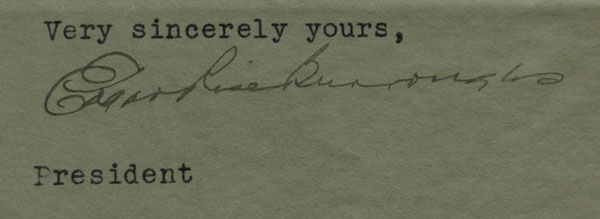 Very sincerely yours,
Edgar Rice Burroughs
President